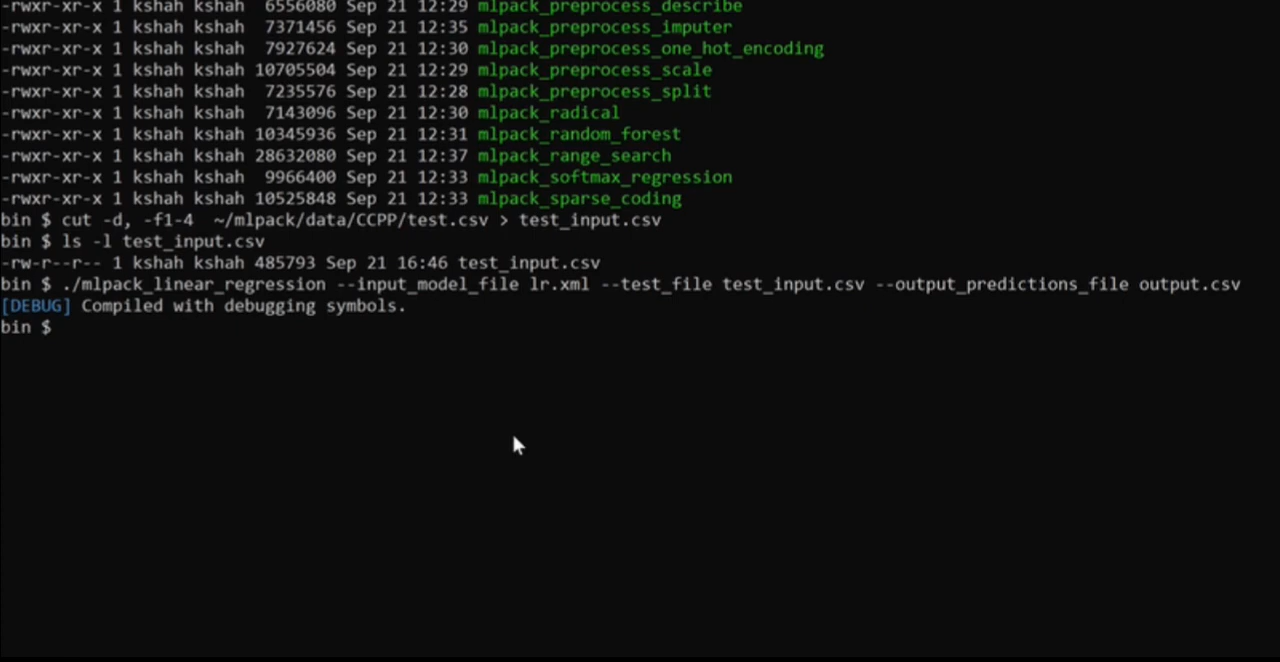 -rwxr-xr-x 1 kshah kshah  6556080 Sep 21 12:29 mlpack_preprocess_describe
-rwxr-xr-x 1 kshah kshah  7371456 Sep 21 12:35 mlpack_preprocess_imputer
-rwxr-xr-x 1 kshah kshah  7927624 Sep 21 12:30 mlpack_preprocess_one_hot_encoding
-rwxr-xr-x 1 kshah kshah 10705504 Sep 21 12:29 mlpack_preprocess_scale
-rwxr-xr-x 1 kshah kshah  7235576 Sep 21 12:28 mlpack_preprocess_split
-rwxr-xr-x 1 kshah kshah  7143096 Sep 21 12:30 mlpack_radical
-rwxr-xr-x 1 kshah kshah 10345936 Sep 21 12:31 mlpack_random_forest
-rwxr-xr-x 1 kshah kshah 28632080 Sep 21 12:37 mlpack_range_search
-rwxr-xr-x 1 kshah kshah  9966400 Sep 21 12:33 mlpack_softmax_regression
-rwxr-xr-x 1 kshah kshah 10525848 Sep 21 12:33 mlpack_sparse_coding
bin $ cut -d, -f1-4  ~/mlpack/data/CCPP/test.csv > test_input.csv
bin $ ls -l test_input.csv
-rw-r--r-- 1 kshah kshah 485793 Sep 21 16:46 test_input.csv
bin $ ./mlpack_linear_regression --input_model_file lr.xml --test_file test_input.csv --output_predictions_file output.csv
[DEBUG] Compiled with debugging symbols.
bin $